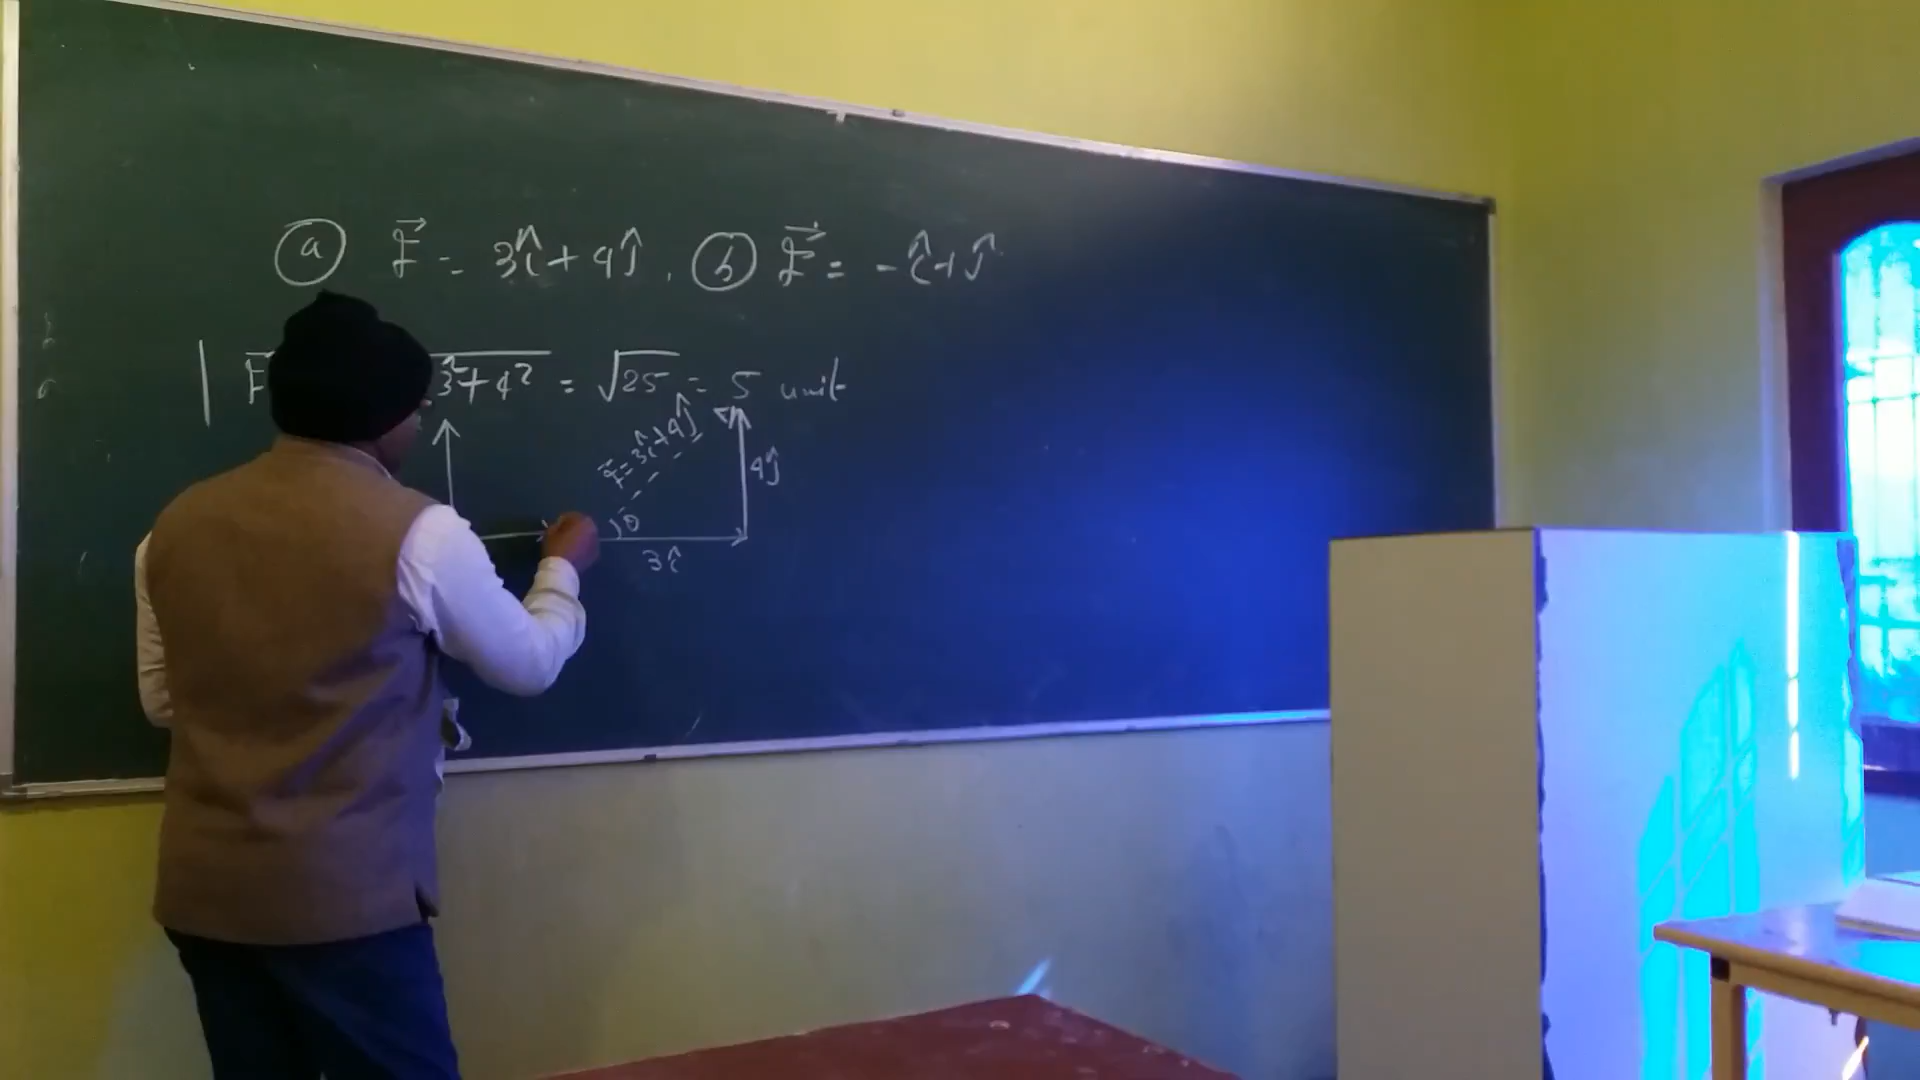 (a) F⃗ = 3î + 4ĵ, (b) F⃗ = -î + ĵ
|F⃗ 3² + 4² = √25 = 5 unit
F⃗ = 3î + 4ĵ
4ĵ
θ
3î